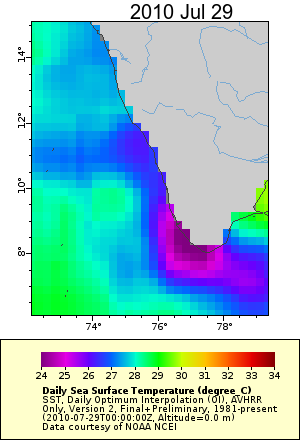 2010 Jul 29
14°
12°
10°
8°
74°
76°
78°
24 25 26 27 28 29 30 31 32 33 34
Daily Sea Surface Temperature (degree_C)
SST, Daily Optimum Interpolation (OI), AVHRR
Only, Version 2, Final+Preliminary, 1981-present
(2010-07-29T00:00:00Z, Altitude=0.0 m)
Data courtesy of NOAA NCEI